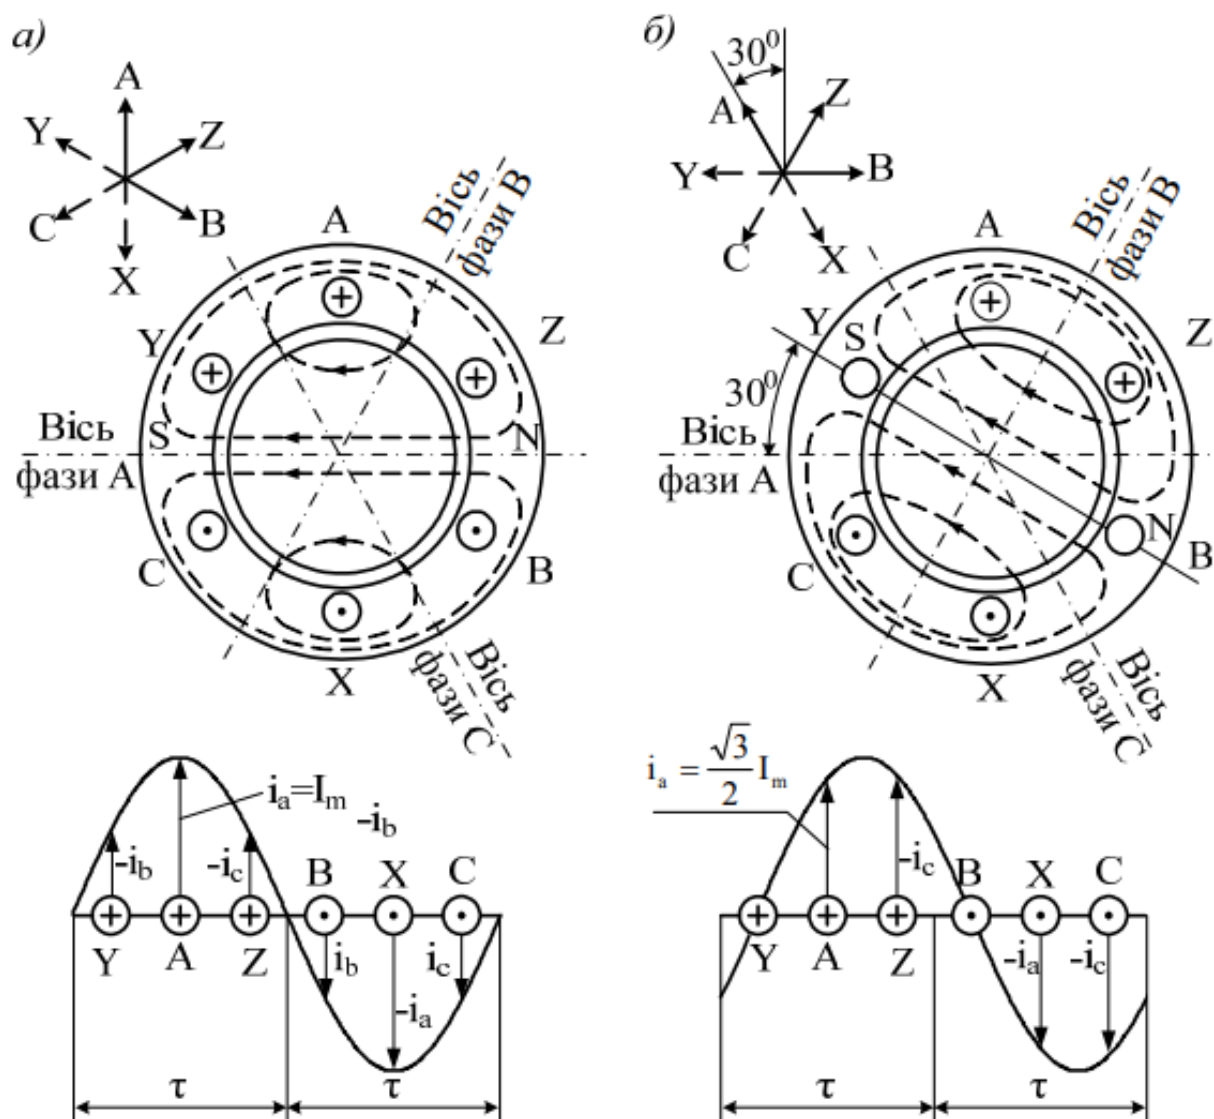 а)
A
Y
Z
C
B
X
Вісь
фази B
A
Y
Z
Вісь
S
N
фази A
C
B
X
Вісь
фази C
i_a=I_m
-i_b
-i_b
-i_c
B
X
C
Y
A
Z
i_b
i_c
-i_a
τ
τ
б)
30⁰
A
Z
Y
B
C
X
Вісь
фази B
A
Y
S
Z
30⁰
Вісь
фази A
N
C
B
X
Вісь
фази C
i_a = √3/2 I_m
-i_c
B
X
C
Y
A
Z
-i_a
-i_c
τ
τ